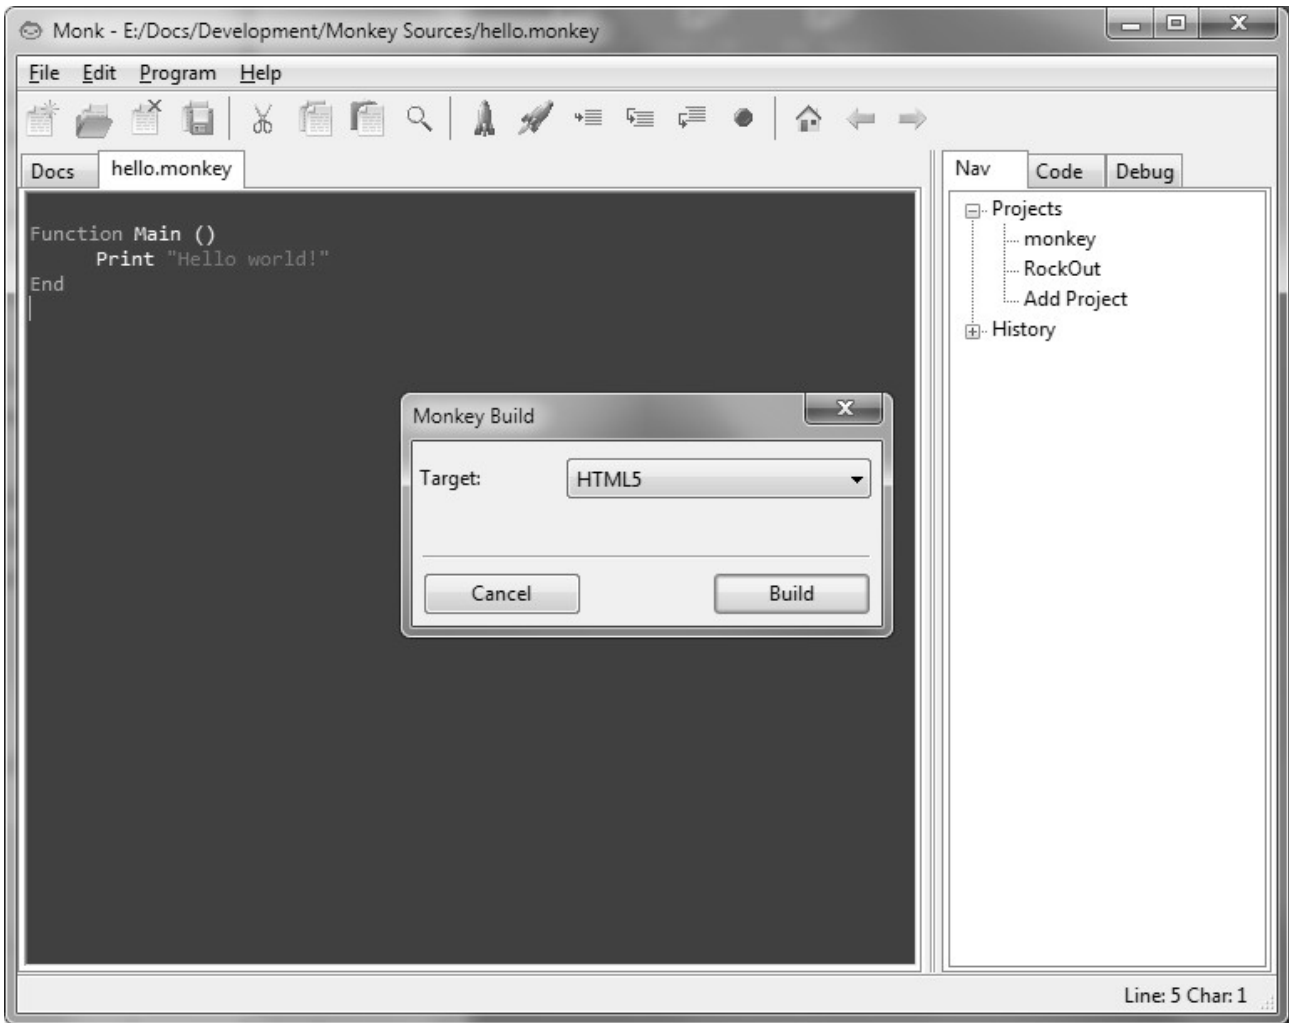 Monk - E:/Docs/Development/Monkey Sources/hello.monkey
File Edit Program Help
Docs hello.monkey
Nav Code Debug
Function Main ()
Print "Hello world!"
End
Projects
monkey
RockOut
Add Project
History
Monkey Build
Target: HTML5
Cancel Build
Line: 5 Char: 1